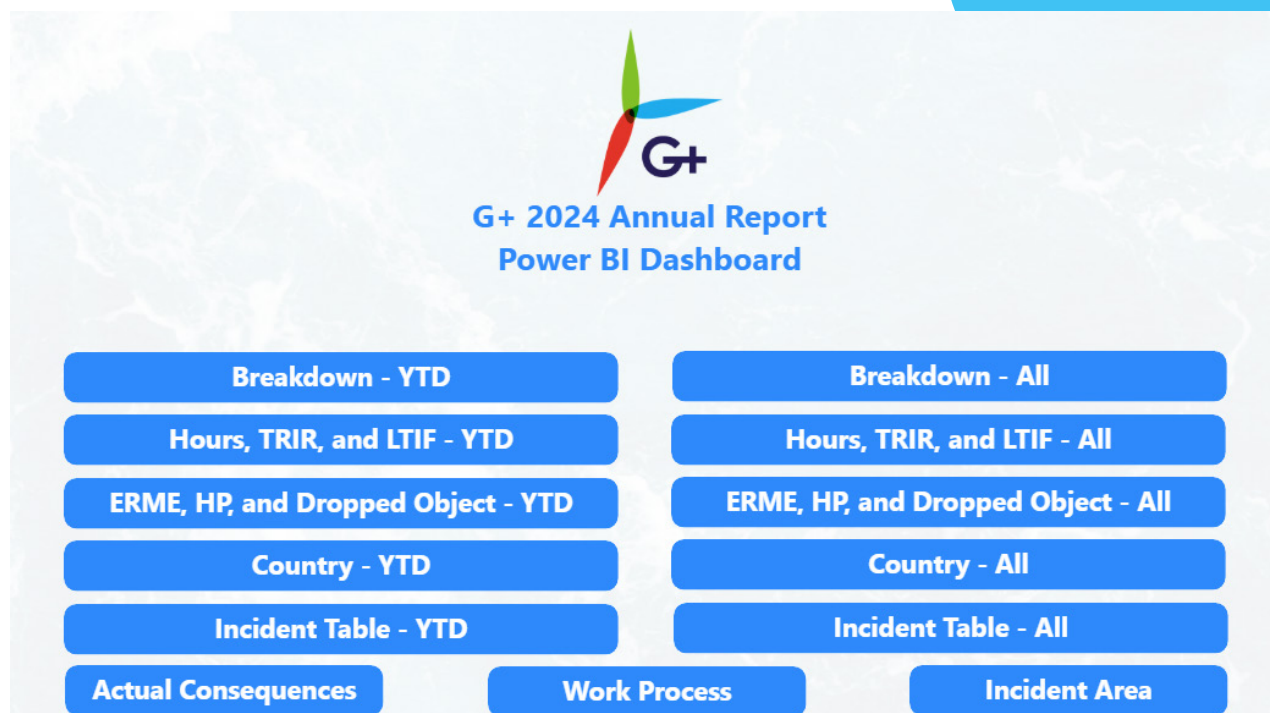 G+
G+ 2024 Annual Report
Power BI Dashboard
Breakdown - YTD
Breakdown - All
Hours, TRIR, and LTIF - YTD
Hours, TRIR, and LTIF - All
ERME, HP, and Dropped Object - YTD
ERME, HP, and Dropped Object - All
Country - YTD
Country - All
Incident Table - YTD
Incident Table - All
Actual Consequences
Work Process
Incident Area